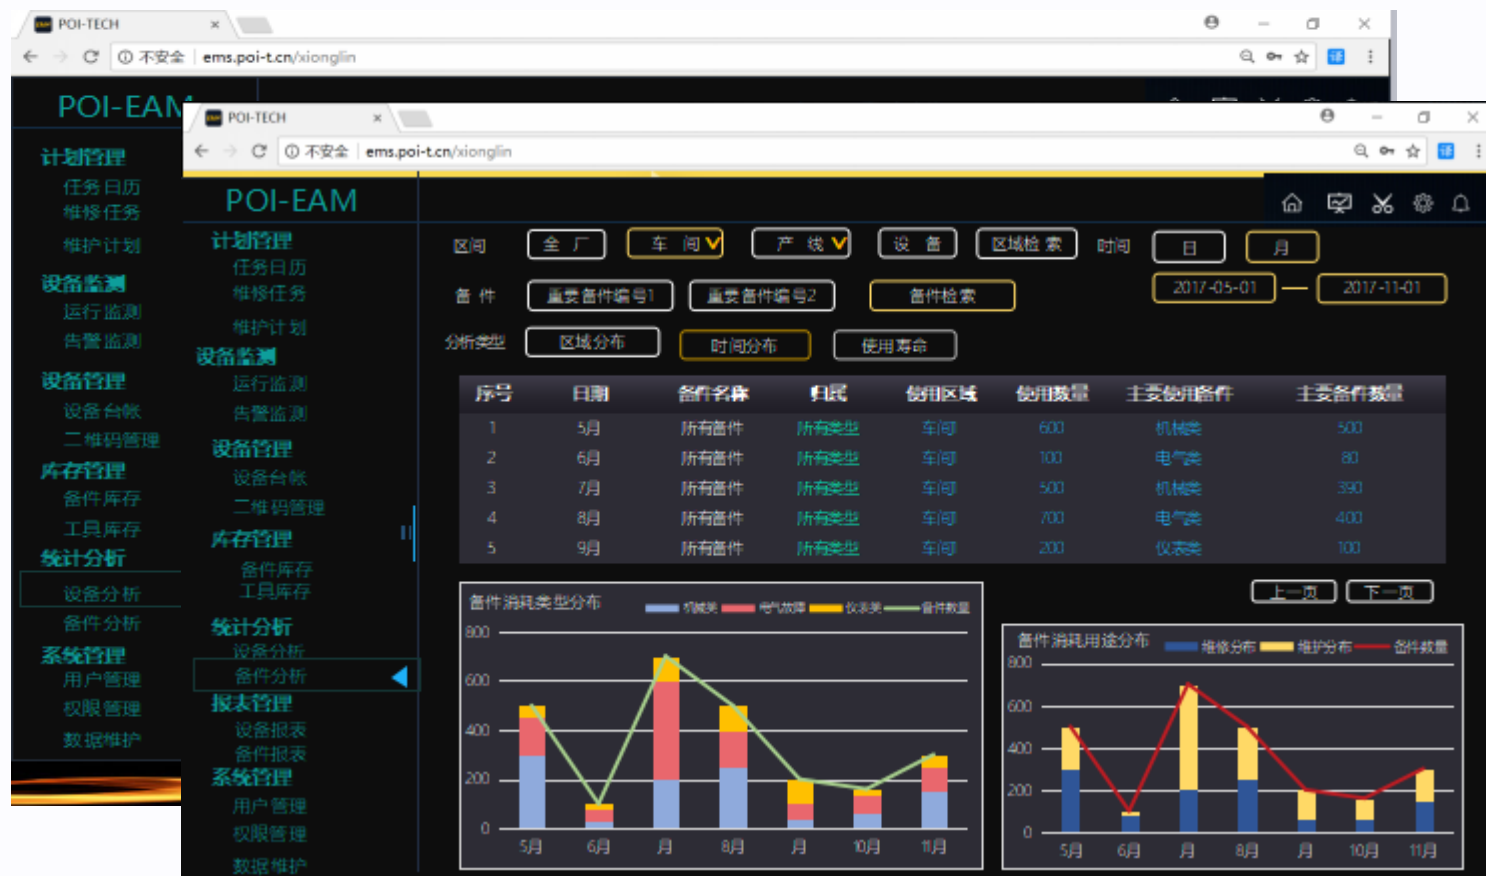 POI-TECH
不安全 ems.poi-t.cn/xionglin
POI-EAM
计划管理
任务日历
维修任务
维护计划
设备监测
运行监测
告警监测
设备管理
设备台帐
二维码管理
库存管理
备件库存
工具库存
统计分析
设备分析
备件分析
系统管理
用户管理
权限管理
数据维护
POI-TECH
不安全 ems.poi-t.cn/xionglin
POI-EAM
计划管理
任务日历
维修任务
维护计划
设备监测
运行监测
告警监测
设备管理
设备台帐
二维码管理
库存管理
备件库存
工具库存
统计分析
设备分析
备件分析
报表管理
设备报表
备件报表
系统管理
用户管理
权限管理
数据维护
区间 全厂 车间 产线 设备 区域检索 时间 日 月
备件 重要备件编号1 重要备件编号2 备件检索 2017-05-01 — 2017-11-01
分析类型 区域分布 时间分布 使用寿命
序号 日期 备件名称 归属 使用区域 使用数量 主要使用备件 主要备件数量
1 5月 所有备件 所有类型 车间 600 机械类 500
2 6月 所有备件 所有类型 车间 100 电气类 80
3 7月 所有备件 所有类型 车间 500 机械类 390
4 8月 所有备件 所有类型 车间 700 电气类 400
5 9月 所有备件 所有类型 车间 200 仪表类 100
上一页 下一页
备件消耗类型分布 机械类 电气故障 仪表类 备件数量
800
600
400
200
0
5月 6月 月 8月 月 10月 11月
备件消耗用途分布 维修分布 维护分布 备件数量
800
600
400
200
0
5月 6月 月 8月 月 10月 11月